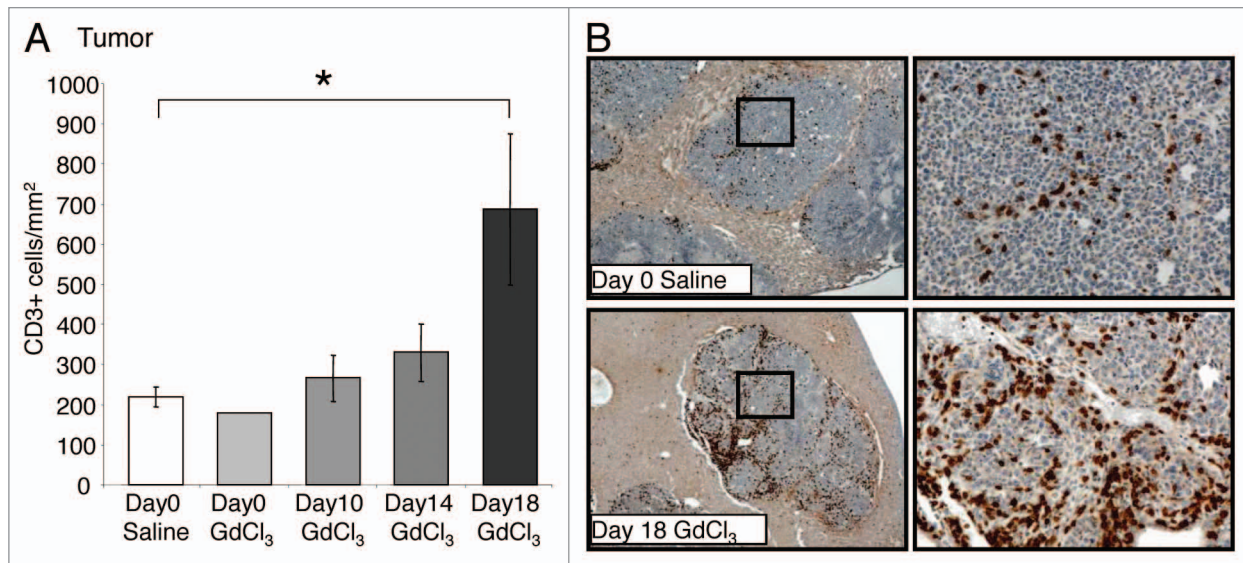 A Tumor
*
1000
900
800
700
600
500
400
300
200
100
0
CD3+ cells/mm²
Day0 Saline
Day0 GdCl₃
Day10 GdCl₃
Day14 GdCl₃
Day18 GdCl₃
B
Day 0 Saline
Day 18 GdCl₃